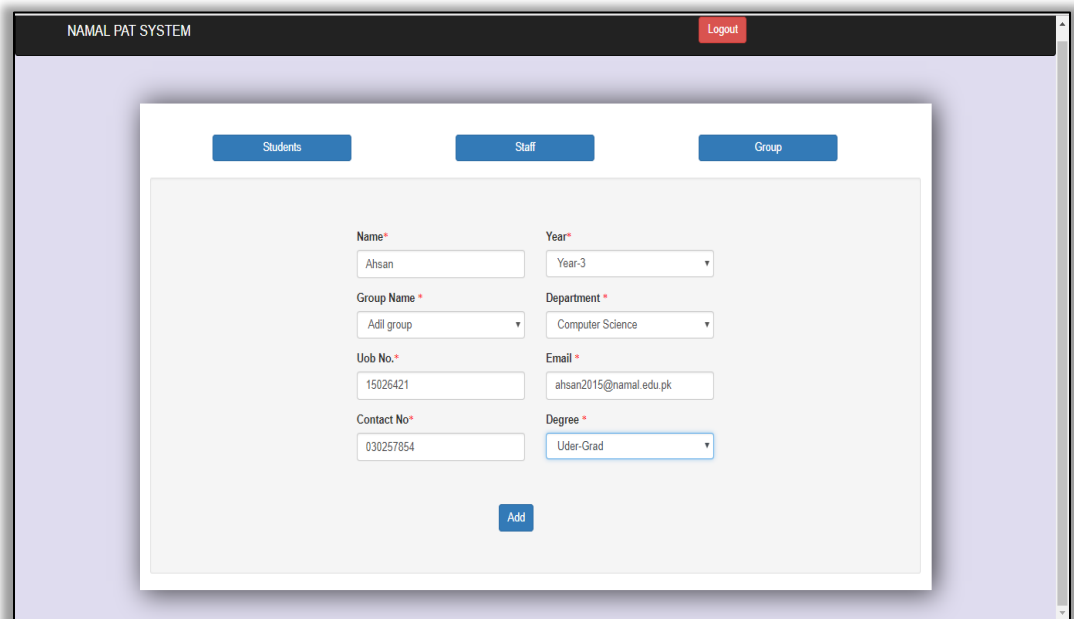 NAMAL PAT SYSTEM Logout
Students Staff Group
Name* Year*
Ahsan Year-3
Group Name * Department *
Adil group Computer Science
Uob No.* Email *
15026421 ahsan2015@namal.edu.pk
Contact No* Degree *
030257854 Uder-Grad
Add